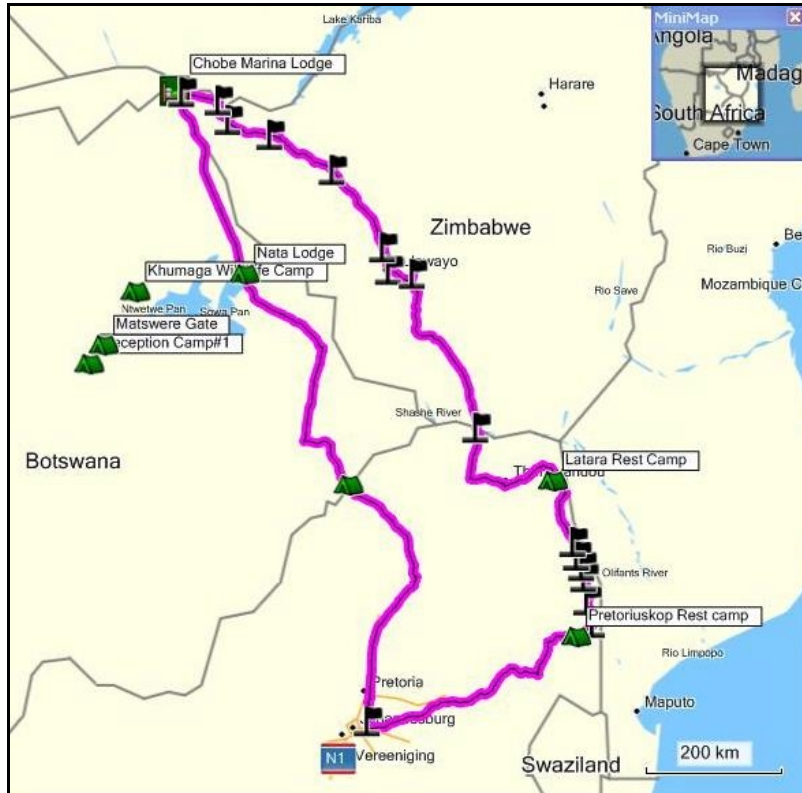 MiniMap
Angola
Madag
South Africa
Cape Town
Lake Kariba
Chobe Marina Lodge
Harare
Zimbabwe
Nata Lodge
Khumaga Wildlife Camp
Ntwetwe Pan
Sowa Pan
Matswere Gate
eception Camp#1
Rio Buzi
Be
Mozambique C
Rio Save
Shashe River
Botswana
Latara Rest Camp
Olifants River
Pretoriuskop Rest camp
Rio Limpopo
Pretoria
Maputo
N1
Vereeniging
Swaziland
200 km